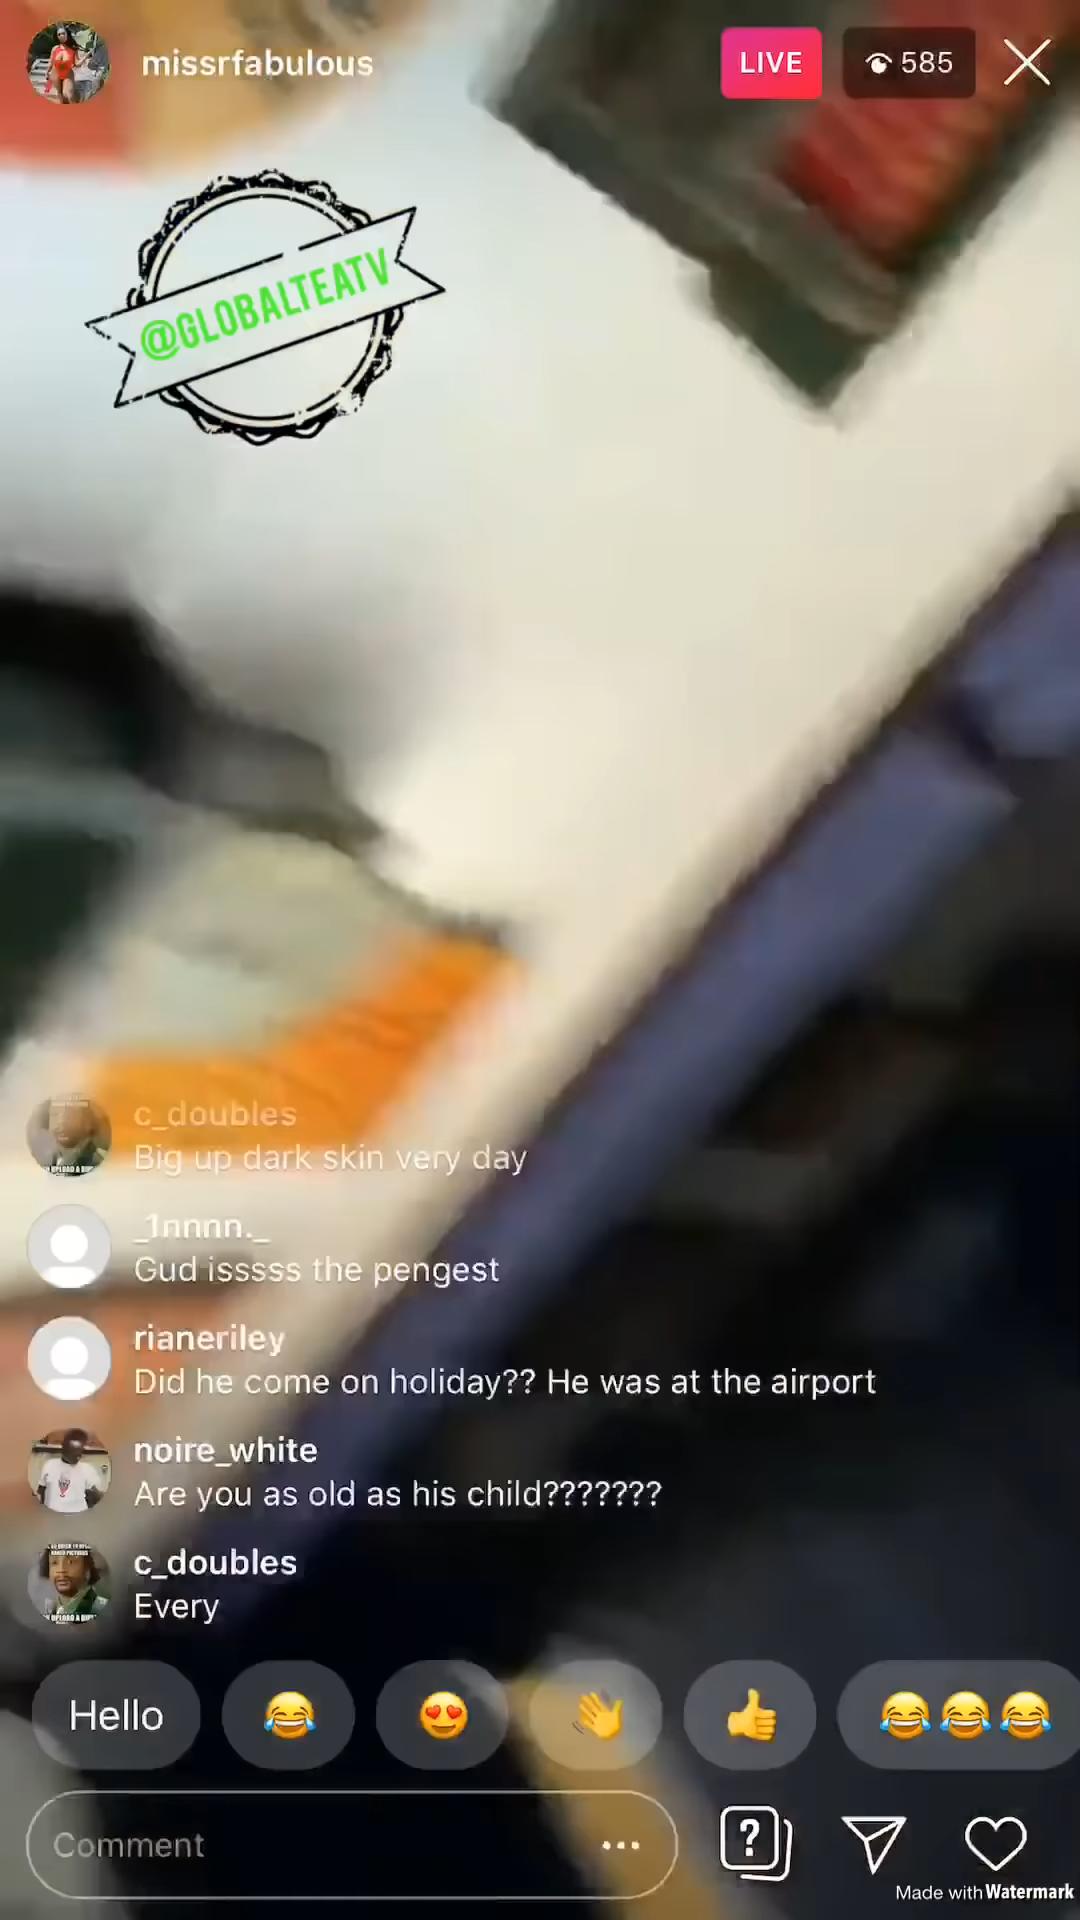 missrfabulous
LIVE
585
@GLOBALTEATV
c_doubles
Big up dark skin very day
_1nnnn._
Gud isssss the pengest
rianeriley
Did he come on holiday?? He was at the airport
noire_white
Are you as old as his child???????
c_doubles
Every
Hello
Comment
Made with Watermark